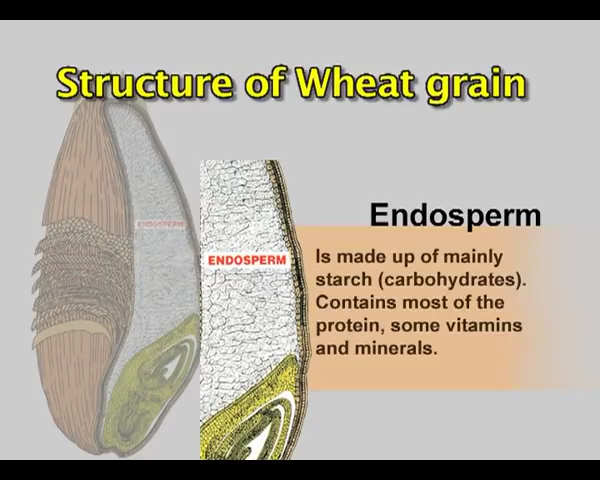 Structure of Wheat grain
ENDOSPERM
ENDOSPERM
Endosperm
Is made up of mainly
starch (carbohydrates).
Contains most of the
protein, some vitamins
and minerals.